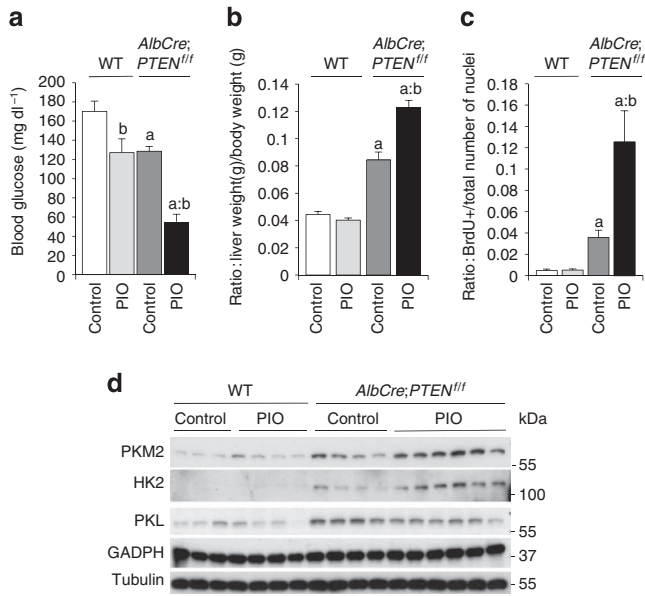 a
AlbCre;
WT PTENf/f
Blood glucose (mg dl−1)
200
180
160
140
120
100
80
60
40
20
0
b
a
a:b
Control
PIO
Control
PIO
b
AlbCre;
WT PTENf/f
Ratio: liver weight(g)/body weight (g)
0.14
0.12
0.1
0.08
0.06
0.04
0.02
0
a
a:b
Control
PIO
Control
PIO
c
AlbCre;
WT PTENf/f
Ratio: BrdU+/total number of nuclei
0.18
0.16
0.14
0.12
0.1
0.08
0.06
0.04
0.02
0
a
a:b
Control
PIO
Control
PIO
d
WT AlbCre;PTENf/f
Control PIO Control PIO kDa
PKM2
55
HK2
100
PKL
55
GADPH 37
Tubulin 55